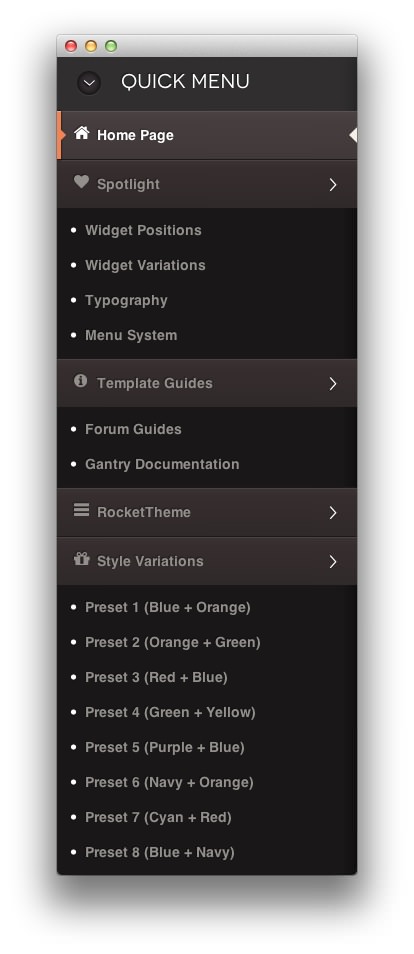 QUICK MENU
Home Page
Spotlight
Widget Positions
Widget Variations
Typography
Menu System
Template Guides
Forum Guides
Gantry Documentation
RocketTheme
Style Variations
Preset 1 (Blue + Orange)
Preset 2 (Orange + Green)
Preset 3 (Red + Blue)
Preset 4 (Green + Yellow)
Preset 5 (Purple + Blue)
Preset 6 (Navy + Orange)
Preset 7 (Cyan + Red)
Preset 8 (Blue + Navy)